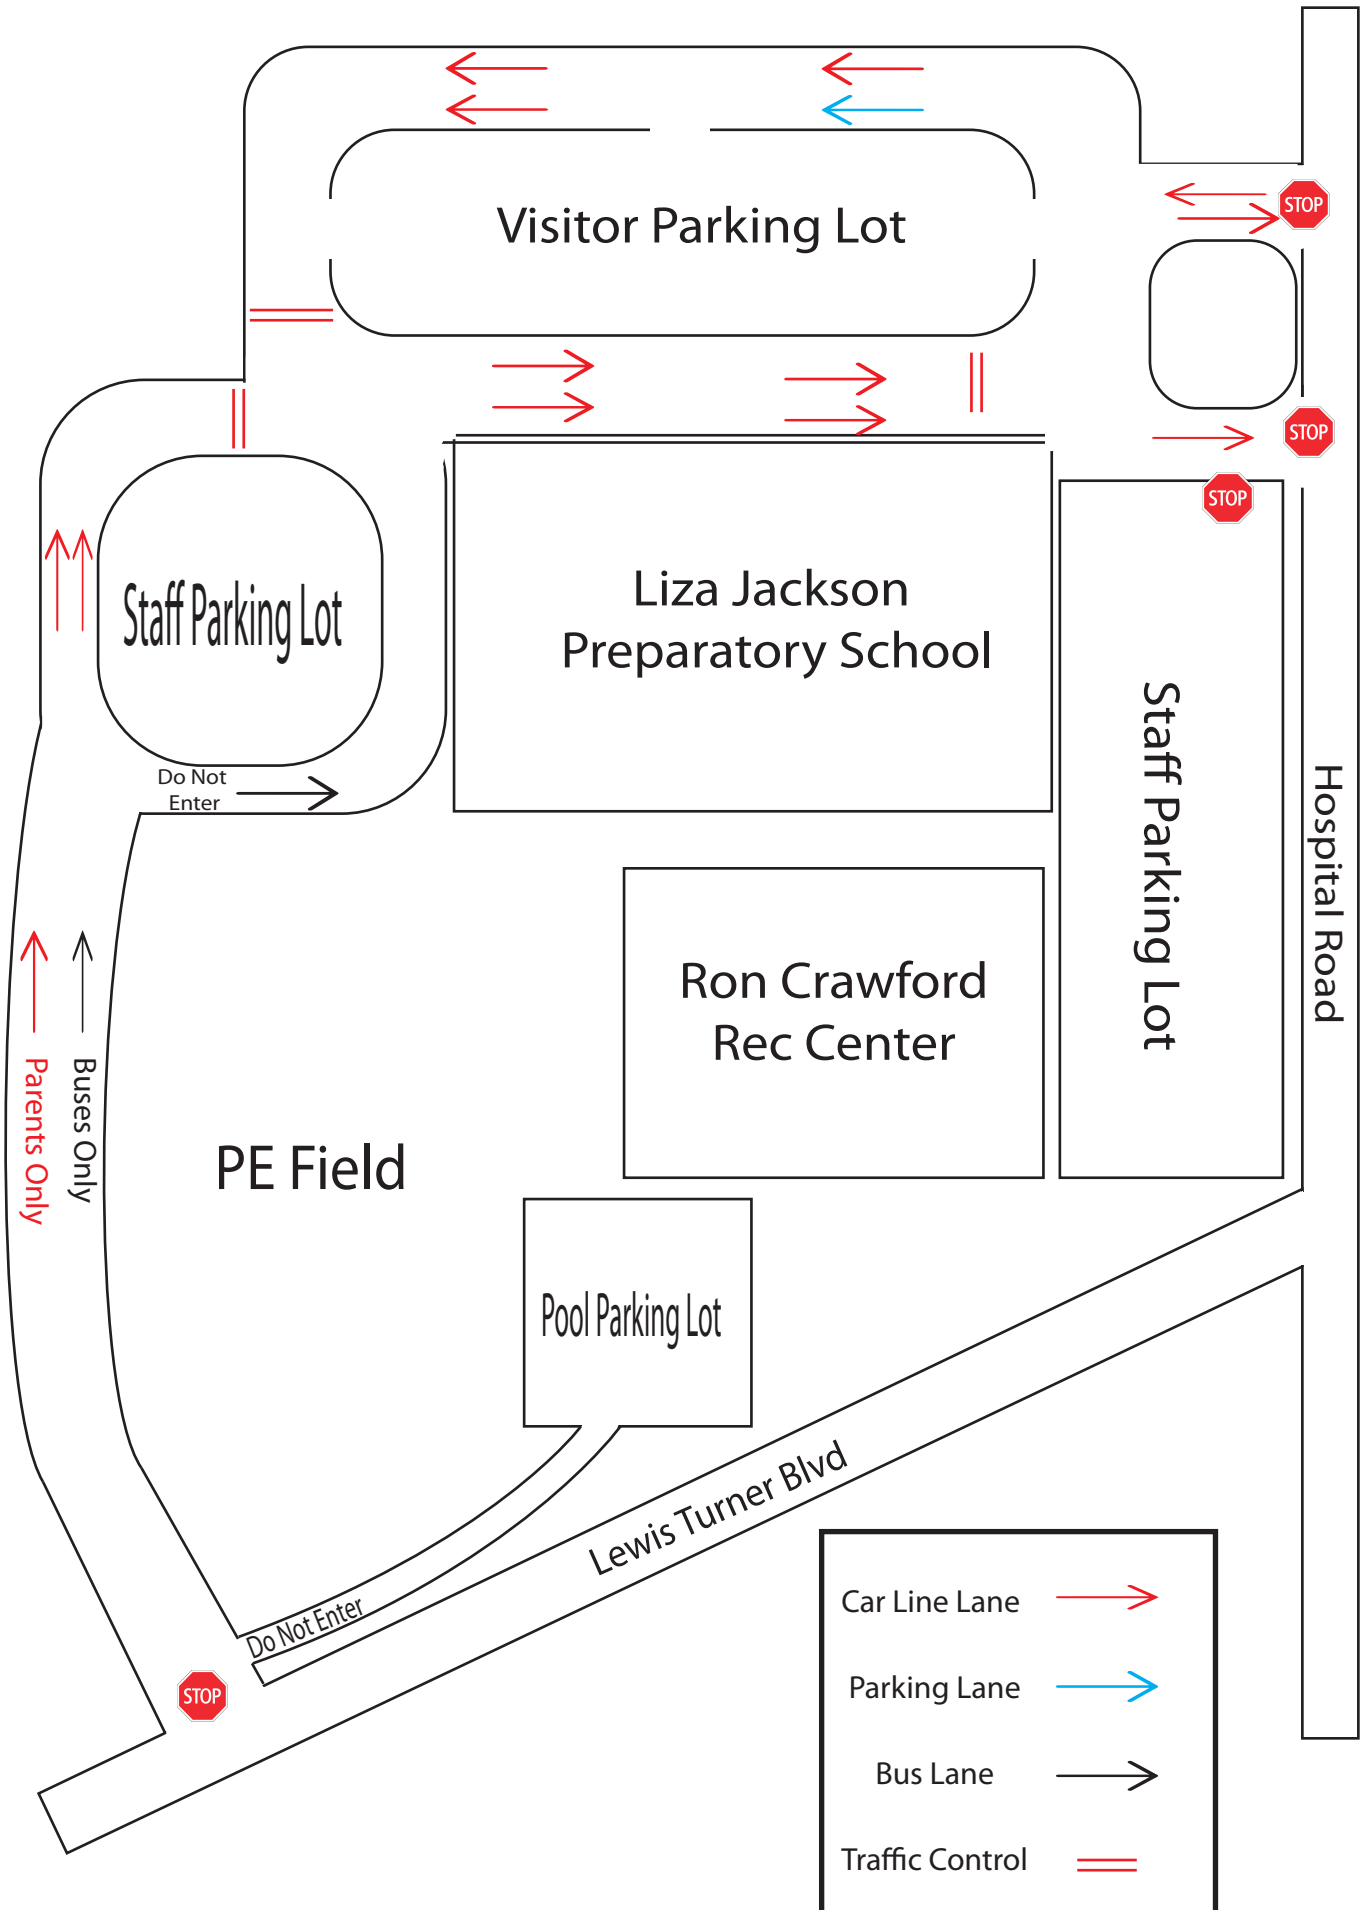 Visitor Parking Lot
STOP
STOP
STOP
Staff Parking Lot
Liza Jackson
Preparatory School
Staff Parking Lot
Hospital Road
Do Not
Enter
Ron Crawford
Rec Center
Parents Only
Buses Only
PE Field
Pool Parking Lot
Lewis Turner Blvd
Do Not Enter
STOP
Car Line Lane
Parking Lane
Bus Lane
Traffic Control